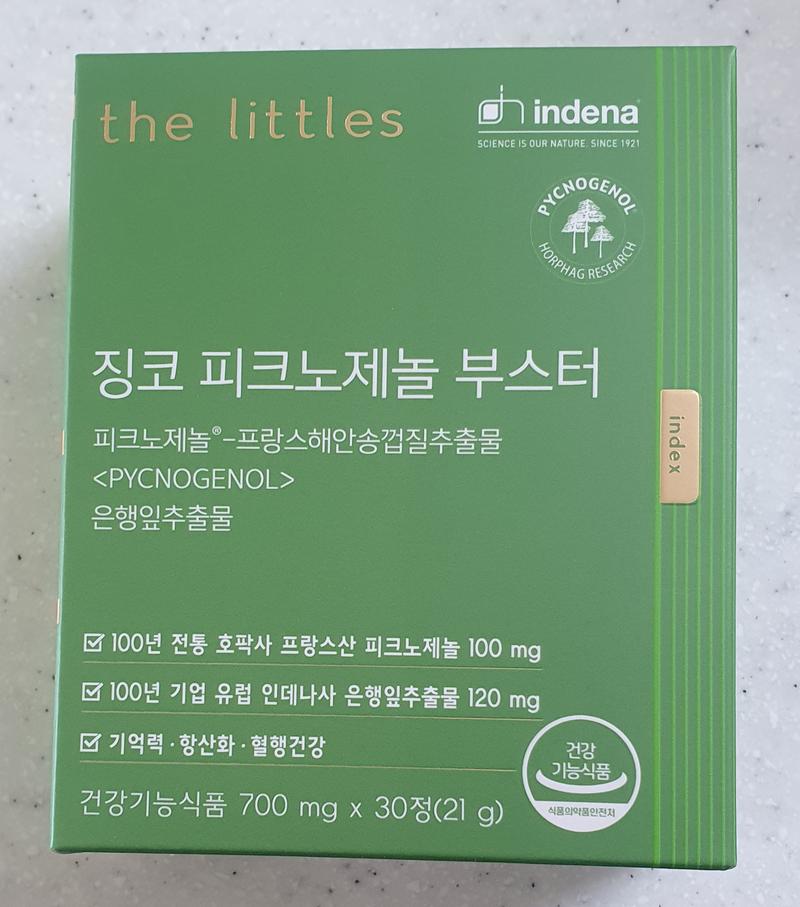 the littles
indena
SCIENCE IS OUR NATURE. SINCE 1921
PYCNOGENOL®
HORPHAG RESEARCH
징코 피크노제놀 부스터
피크노제놀®-프랑스해안송껍질추출물
<PYCNOGENOL>
은행잎추출물
index
100년 전통 호팍사 프랑스산 피크노제놀 100 mg
100년 기업 유럽 인데나사 은행잎추출물 120 mg
기억력·항산화·혈행건강
건강
기능식품
식품의약품안전처
건강기능식품 700 mg x 30정(21 g)